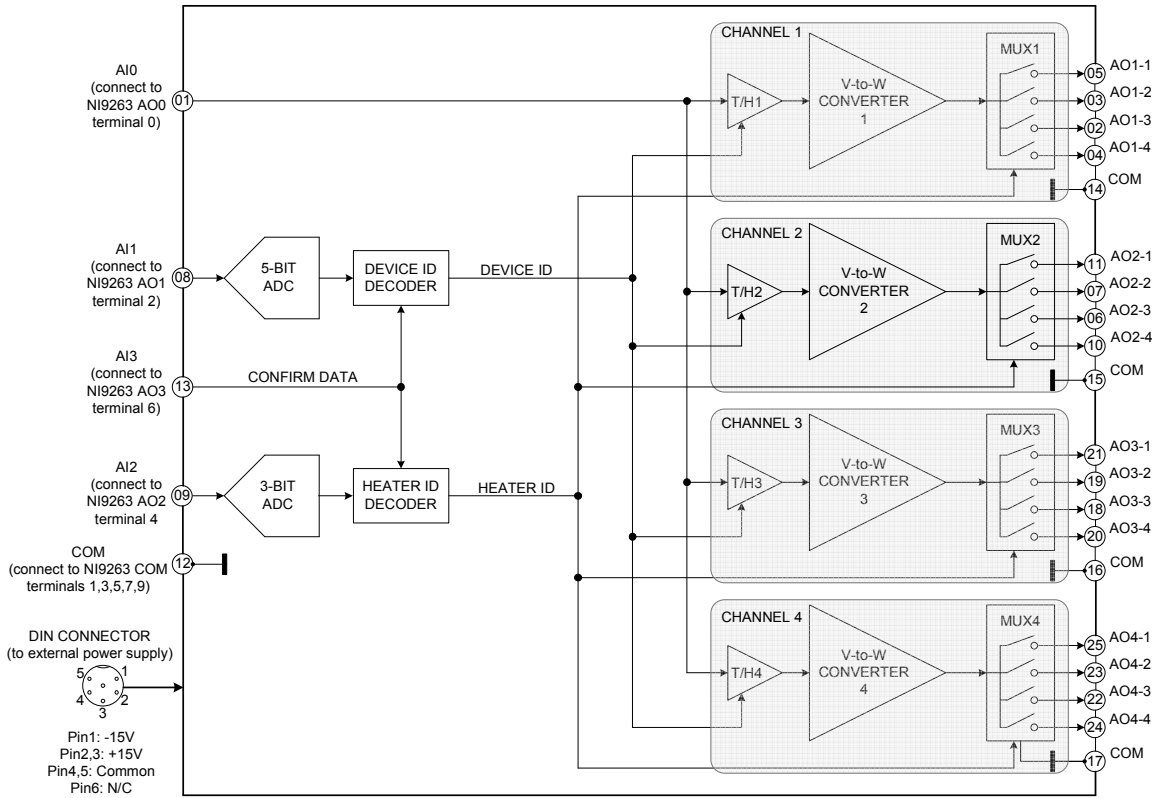 AI0
(connect to
NI9263 AO0
terminal 0)
01
AI1
(connect to
NI9263 AO1
terminal 2)
08
5-BIT
ADC
DEVICE ID
DECODER
DEVICE ID
AI3
(connect to
NI9263 AO3
terminal 6)
13
CONFIRM DATA
AI2
(connect to
NI9263 AO2
terminal 4
09
3-BIT
ADC
HEATER ID
DECODER
HEATER ID
COM
(connect to NI9263 COM
terminals 1,3,5,7,9)
12
DIN CONNECTOR
(to external power supply)
5
1
4
2
3
Pin1: -15V
Pin2,3: +15V
Pin4,5: Common
Pin6: N/C
CHANNEL 1
T/H1
V-to-W
CONVERTER
1
MUX1
05 AO1-1
03 AO1-2
02 AO1-3
04 AO1-4
14 COM
CHANNEL 2
T/H2
V-to-W
CONVERTER
2
MUX2
11 AO2-1
07 AO2-2
06 AO2-3
10 AO2-4
15 COM
CHANNEL 3
T/H3
V-to-W
CONVERTER
3
MUX3
21 AO3-1
19 AO3-2
18 AO3-3
20 AO3-4
16 COM
CHANNEL 4
T/H4
V-to-W
CONVERTER
4
MUX4
25 AO4-1
23 AO4-2
22 AO4-3
24 AO4-4
17 COM